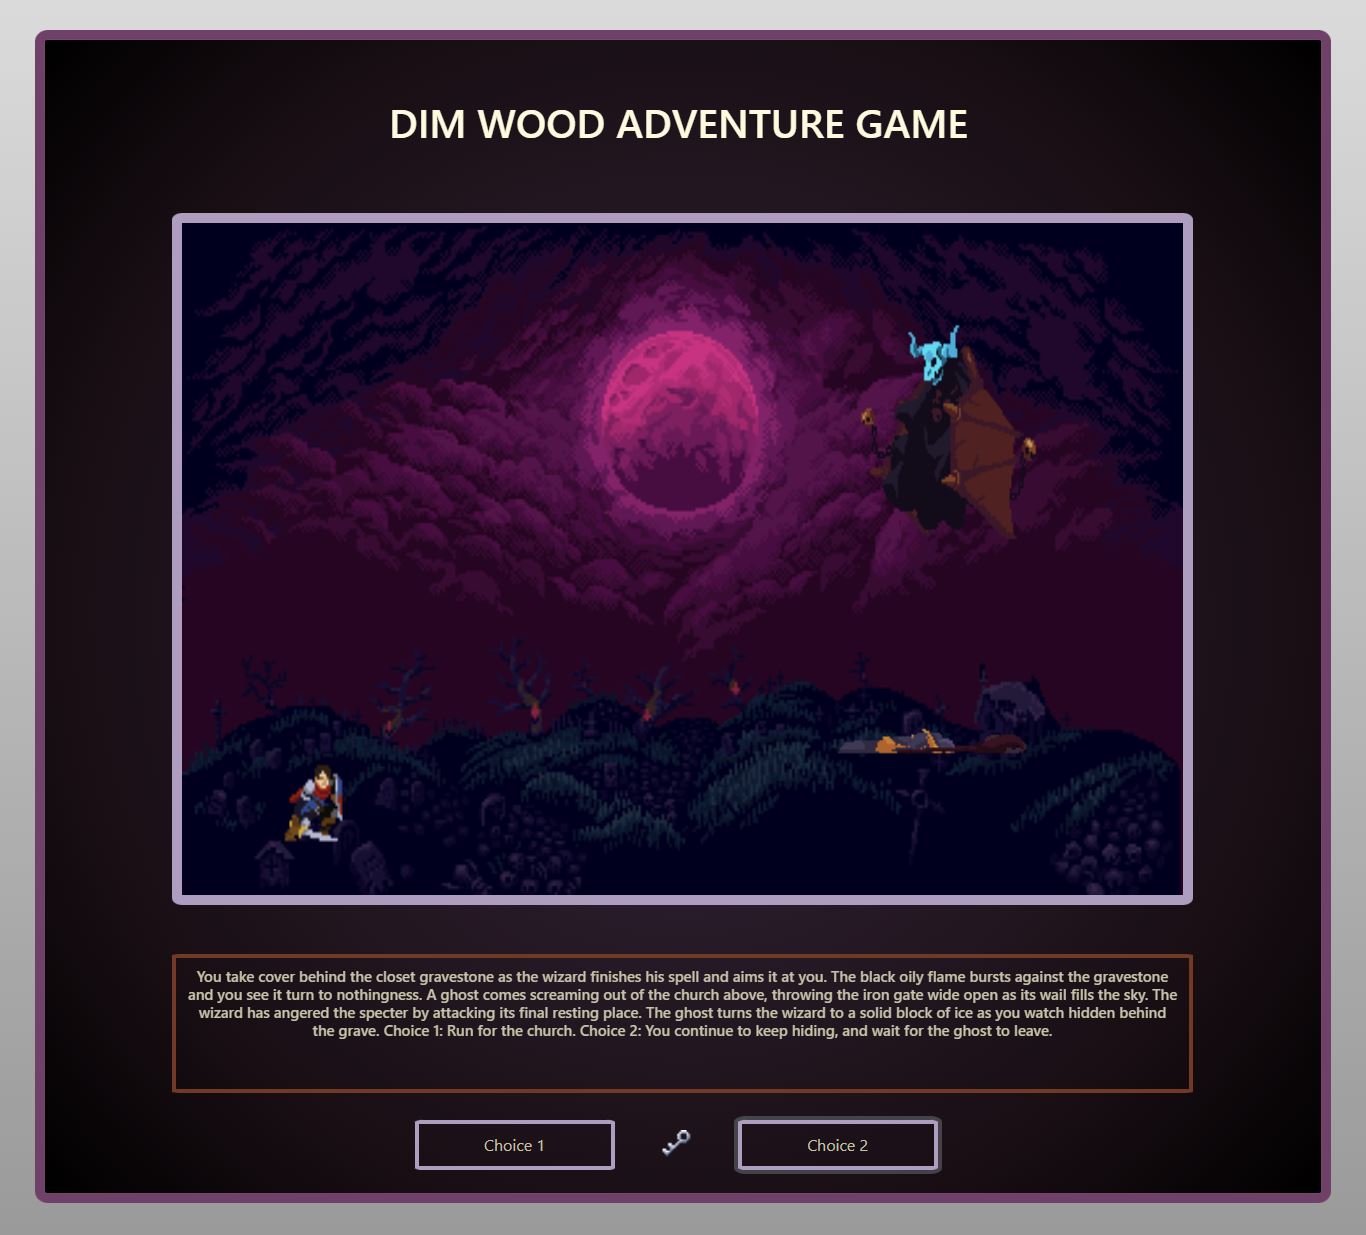 DIM WOOD ADVENTURE GAME
You take cover behind the closet gravestone as the wizard finishes his spell and aims it at you. The black oily flame bursts against the gravestone
and you see it turn to nothingness. A ghost comes screaming out of the church above, throwing the iron gate wide open as its wail fills the sky. The
wizard has angered the specter by attacking its final resting place. The ghost turns the wizard to a solid block of ice as you watch hidden behind
the grave. Choice 1: Run for the church. Choice 2: You continue to keep hiding, and wait for the ghost to leave.
Choice 1
Choice 2